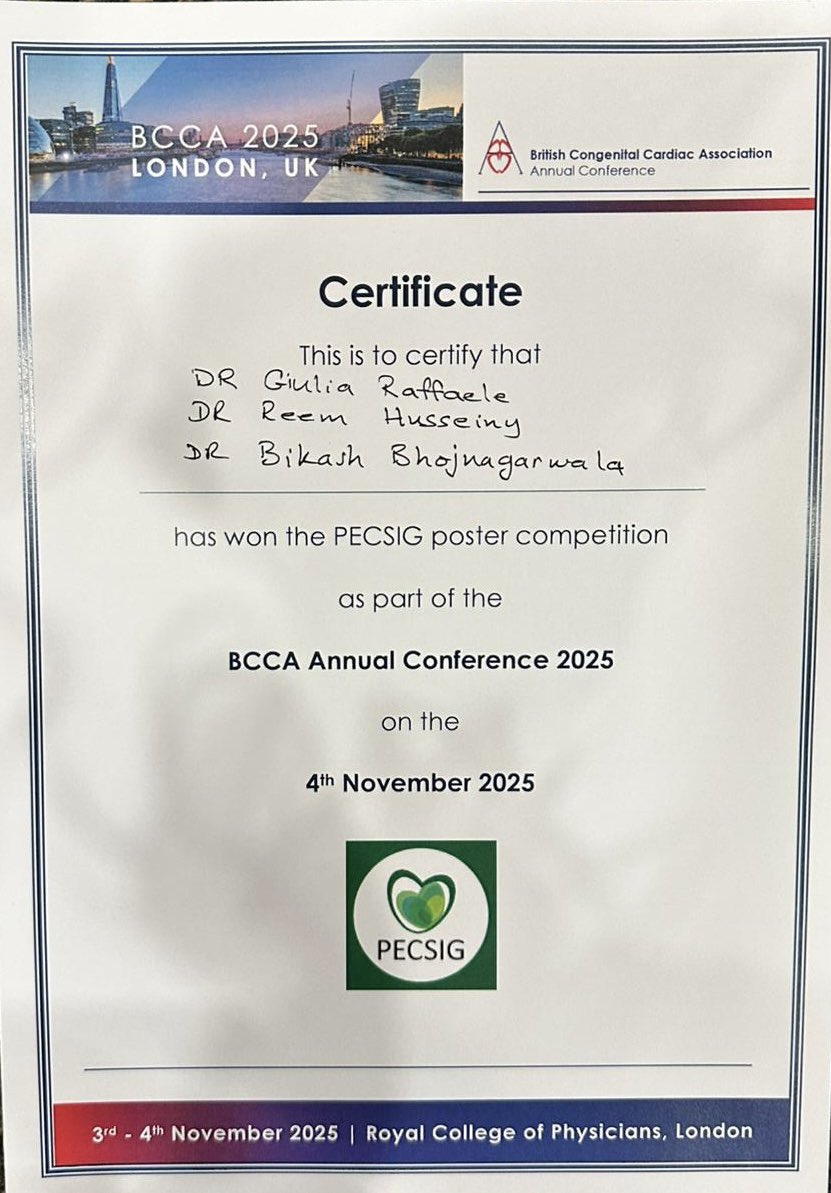 BCCA 2025
LONDON, UK
British Congenital Cardiac Association
Annual Conference
Certificate
This is to certify that
DR Giulia Raffaele
DR Reem Husseiny
DR Bikash Bhojnagarwala
has won the PECSIG poster competition
as part of the
BCCA Annual Conference 2025
on the
4th November 2025
PECSIG
3rd - 4th November 2025 | Royal College of Physicians, London